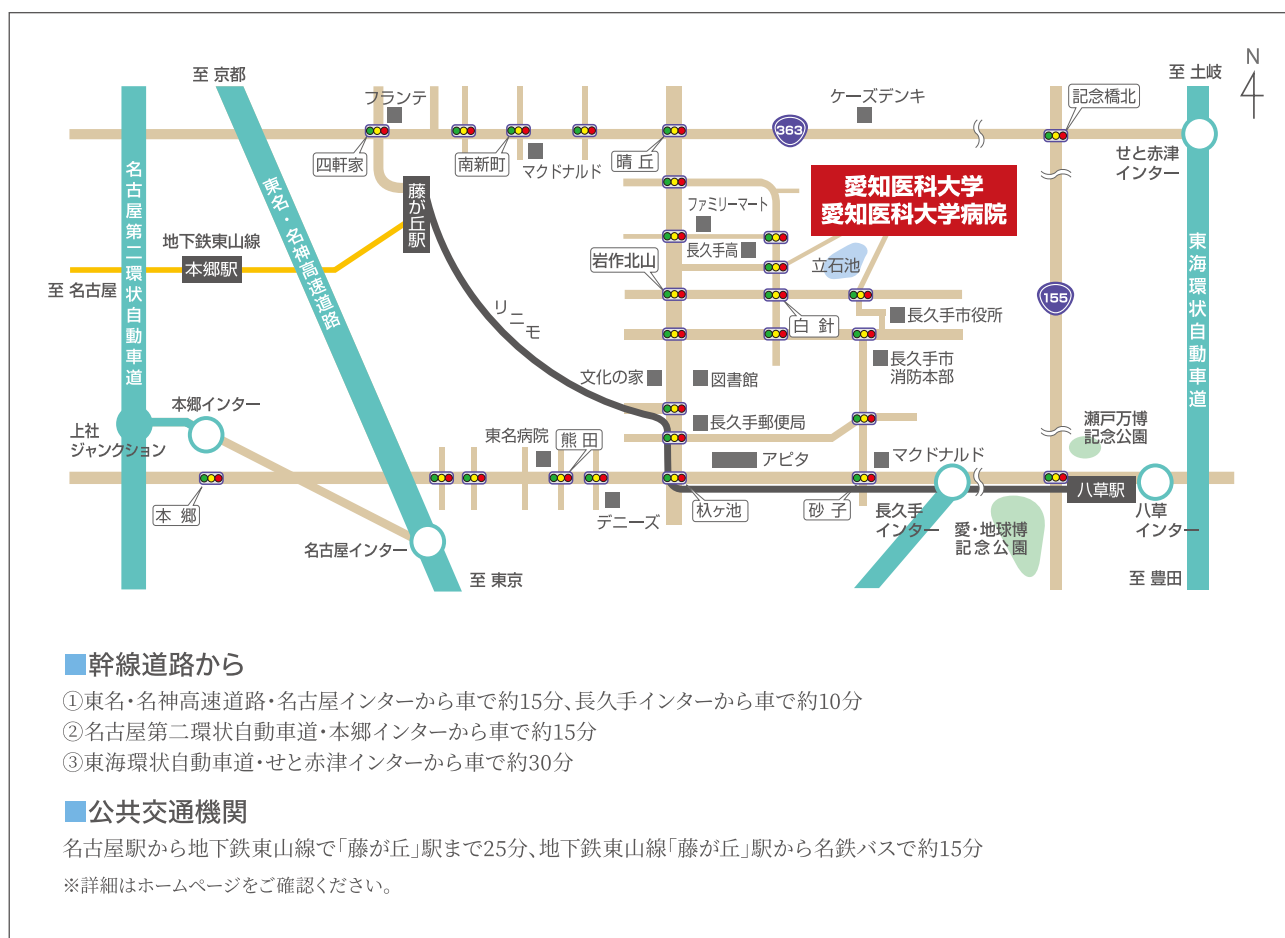 N
至 京都
至 土岐
フランテ
ケーズデンキ
記念橋北
363
四軒家
南新町
マクドナルド
晴丘
せと赤津
インター
名古屋第二環状自動車道
東名・名神高速道路
藤が丘駅
愛知医科大学
愛知医科大学病院
ファミリーマート
地下鉄東山線
本郷駅
長久手高
岩作北山
立石池
東海環状自動車道
至 名古屋
155
リニモ
白針
長久手市役所
長久手市
消防本部
文化の家
図書館
本郷インター
長久手郵便局
瀬戸万博
記念公園
上社
ジャンクション
東名病院
熊田
アピタ
マクドナルド
八草駅
本郷
デニーズ
杁ヶ池
砂子
長久手
インター
愛・地球博
記念公園
八草
インター
名古屋インター
至 東京
至 豊田
■幹線道路から
①東名・名神高速道路・名古屋インターから車で約15分、長久手インターから車で約10分
②名古屋第二環状自動車道・本郷インターから車で約15分
③東海環状自動車道・せと赤津インターから車で約30分
■公共交通機関
名古屋駅から地下鉄東山線で「藤が丘」駅まで25分、地下鉄東山線「藤が丘」駅から名鉄バスで約15分
※詳細はホームページをご確認ください。